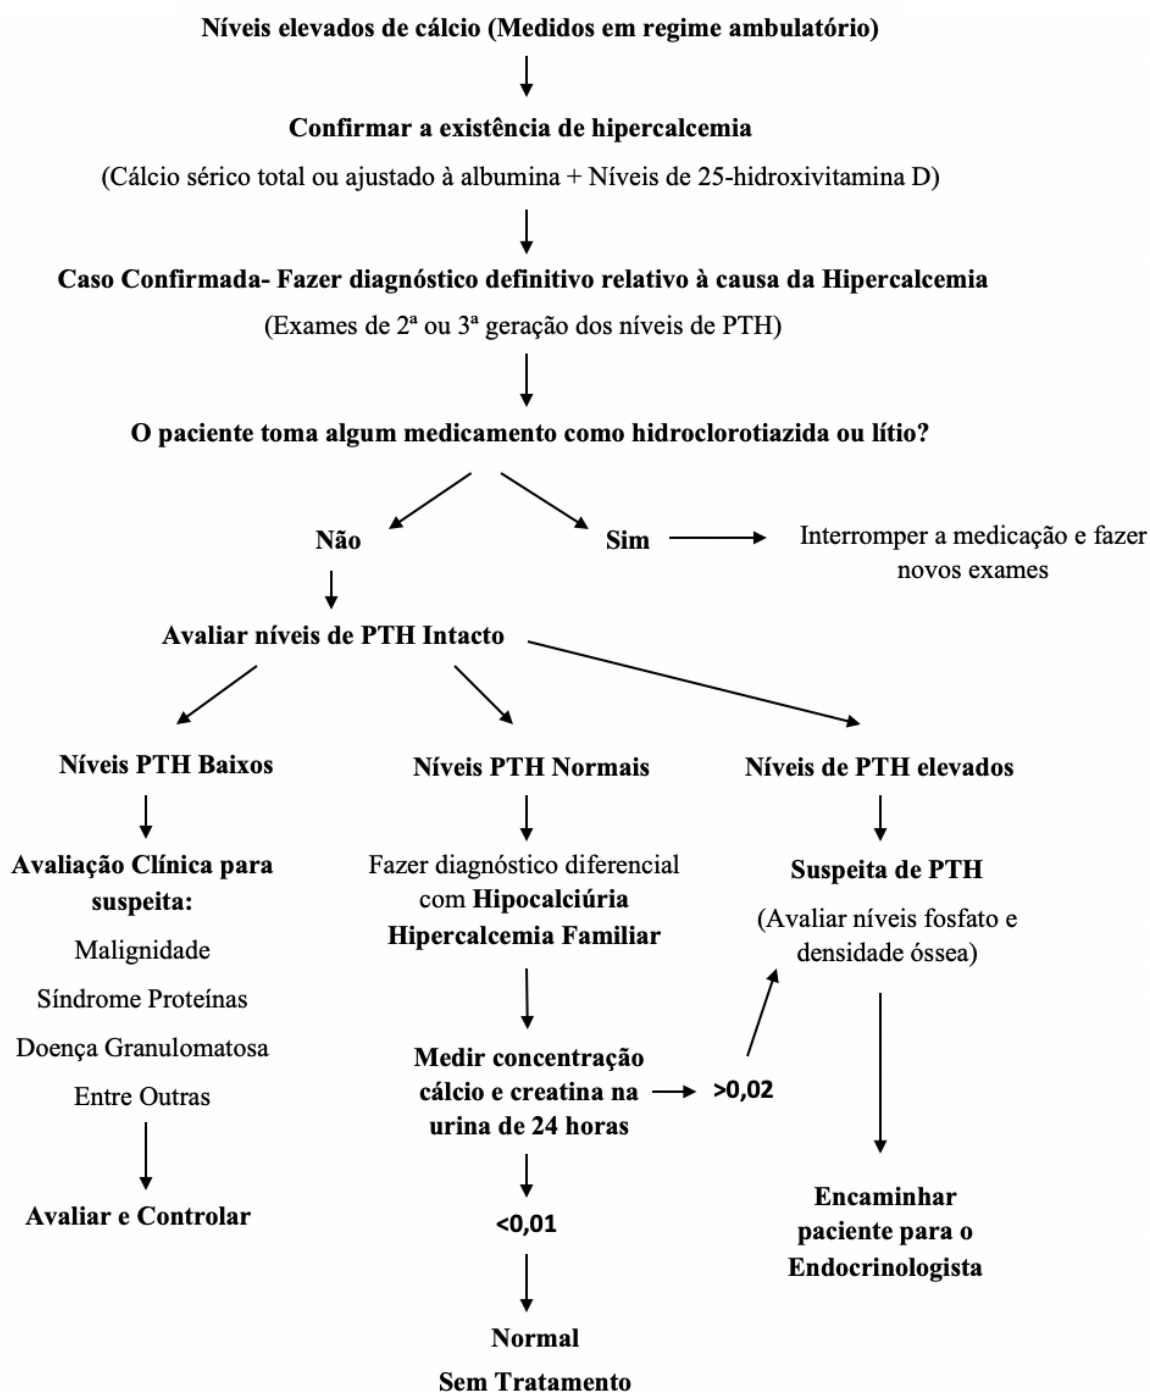 Níveis elevados de cálcio (Medidos em regime ambulatório)
Confirmar a existência de hipercalcemia
(Cálcio sérico total ou ajustado à albumina + Níveis de 25-hidroxivitamina D)
Caso Confirmada- Fazer diagnóstico definitivo relativo à causa da Hipercalcemia
(Exames de 2ª ou 3ª geração dos níveis de PTH)
O paciente toma algum medicamento como hidroclorotiazida ou lítio?
Não
Sim
Interromper a medicação e fazer
novos exames
Avaliar níveis de PTH Intacto
Níveis PTH Baixos
Avaliação Clínica para
suspeita:
Malignidade
Síndrome Proteínas
Doença Granulomatosa
Entre Outras
Avaliar e Controlar
Níveis PTH Normais
Fazer diagnóstico diferencial
com Hipocalciúria
Hipercalcemia Familiar
Medir concentração
cálcio e creatina na
urina de 24 horas
>0,02
<0,01
Normal
Sem Tratamento
Níveis de PTH elevados
Suspeita de PTH
(Avaliar níveis fosfato e
densidade óssea)
Encaminhar
paciente para o
Endocrinologista